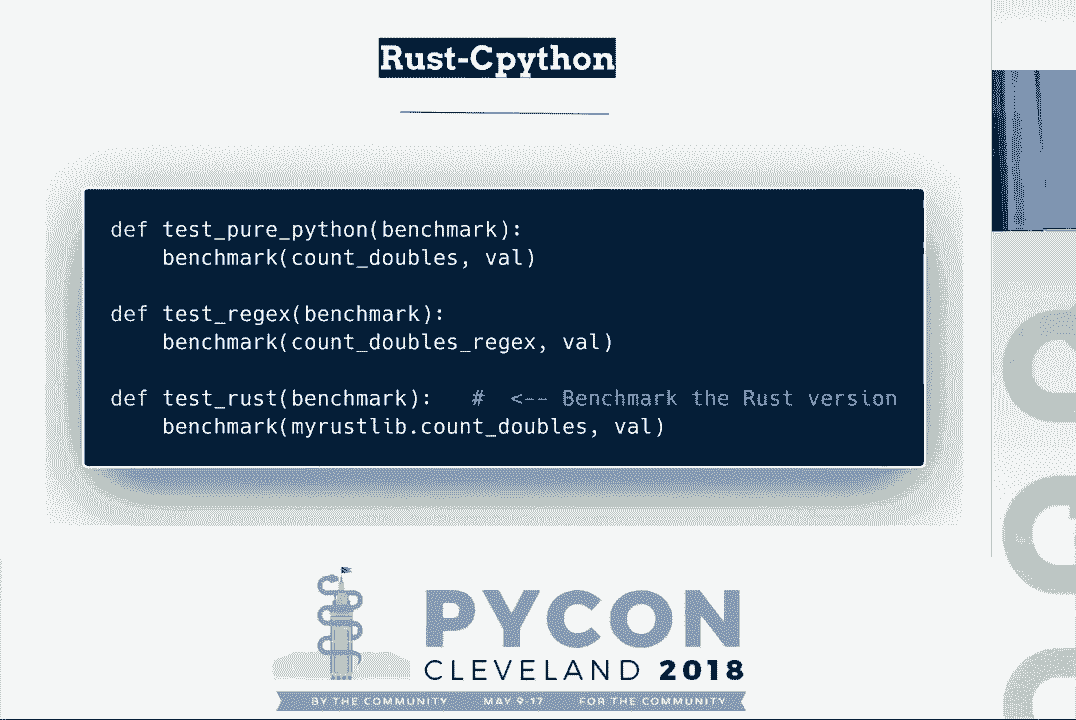 Rust-Cpython
def test_pure_python(benchmark):
    benchmark(count_doubles, val)
def test_regex(benchmark):
    benchmark(count_doubles_regex, val)
def test_rust(benchmark):   #  <-- Benchmark the Rust version
    benchmark(myrustlib.count_doubles, val)
PYCON
CLEVELAND 2018
BY THE COMMUNITY MAY 9-17 FOR THE COMMUNITY